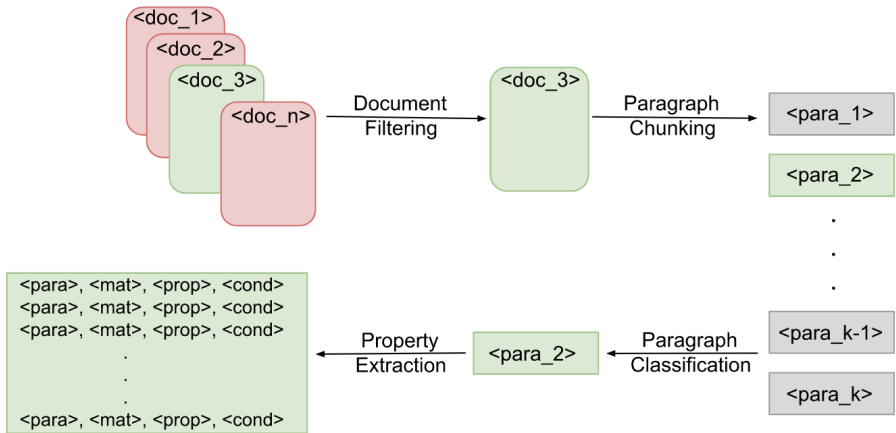 <doc_1>
<doc_2>
<doc_3>
<doc_n>
Document
Filtering
<doc_3>
Paragraph
Chunking
<para_1>
<para_2>
.
.
.
<para_k-1>
<para_k>
Paragraph
Classification
<para_2>
Property
Extraction
<para>, <mat>, <prop>, <cond>
<para>, <mat>, <prop>, <cond>
<para>, <mat>, <prop>, <cond>
.
.
.
<para>, <mat>, <prop>, <cond>